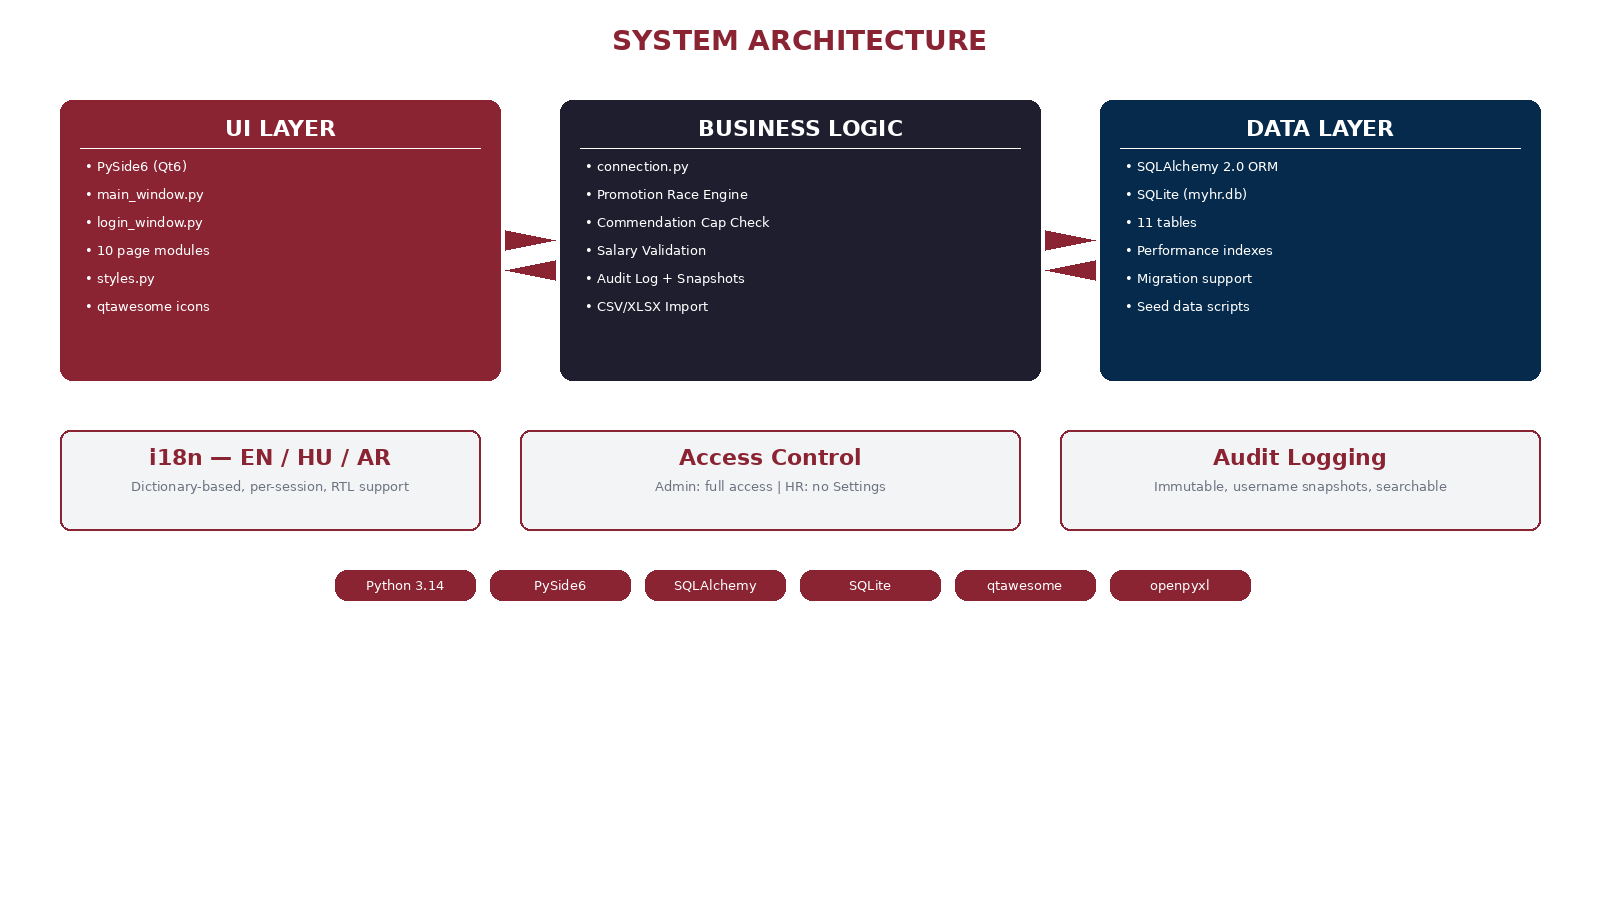 SYSTEM ARCHITECTURE
UI LAYER
• PySide6 (Qt6)
• main_window.py
• login_window.py
• 10 page modules
• styles.py
• qtawesome icons
BUSINESS LOGIC
• connection.py
• Promotion Race Engine
• Commendation Cap Check
• Salary Validation
• Audit Log + Snapshots
• CSV/XLSX Import
DATA LAYER
• SQLAlchemy 2.0 ORM
• SQLite (myhr.db)
• 11 tables
• Performance indexes
• Migration support
• Seed data scripts
i18n — EN / HU / AR
Dictionary-based, per-session, RTL support
Access Control
Admin: full access | HR: no Settings
Audit Logging
Immutable, username snapshots, searchable
Python 3.14
PySide6
SQLAlchemy
SQLite
qtawesome
openpyxl